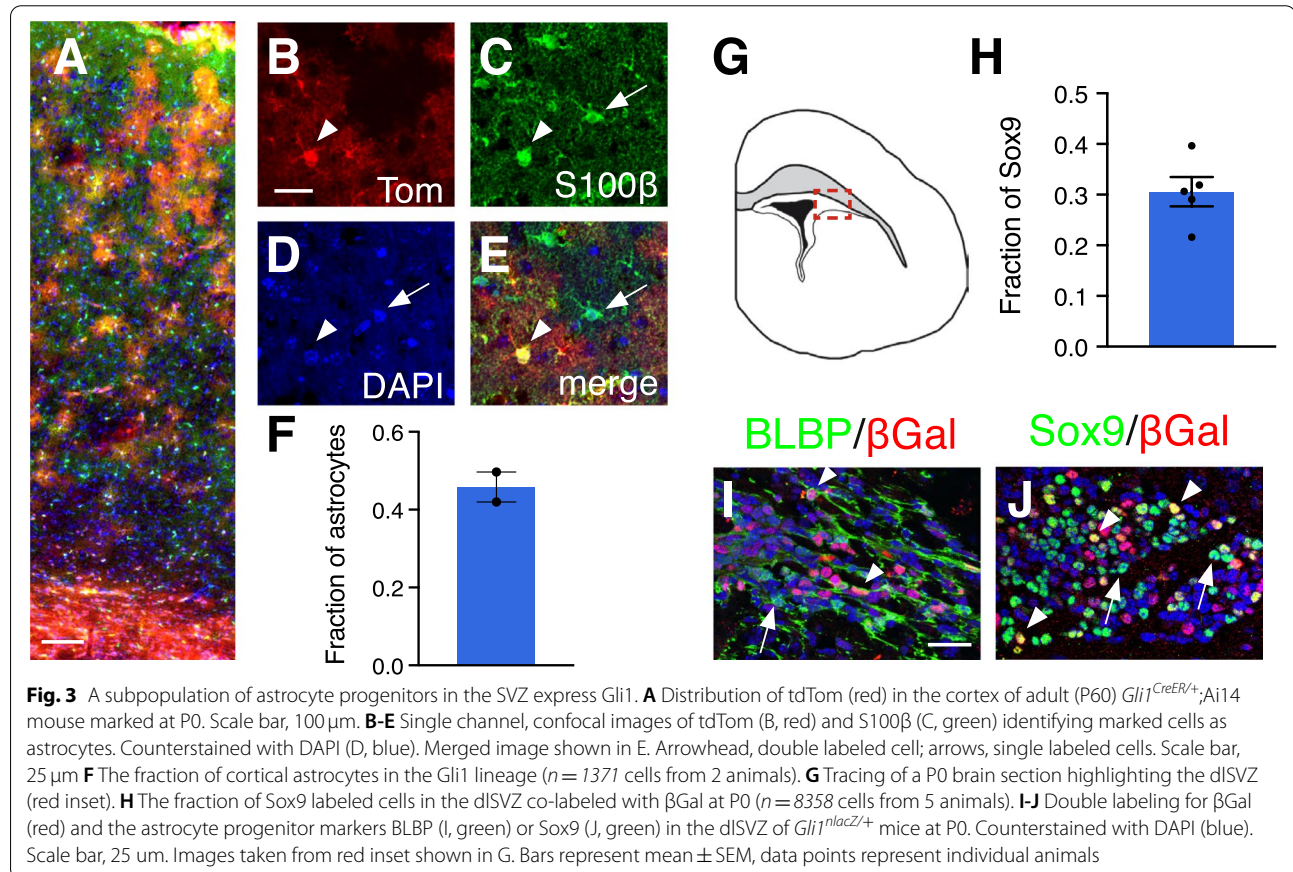 A
B
Tom
C
S100β
D
DAPI
E
merge
F
Fraction of astrocytes
0.6
0.4
0.2
0.0
G
H
Fraction of Sox9
0.5
0.4
0.3
0.2
0.1
0.0
BLBP/βGal
I
Sox9/βGal
J
Fig. 3 A subpopulation of astrocyte progenitors in the SVZ express Gli1. A Distribution of tdTom (red) in the cortex of adult (P60) Gli1CreER/+;Ai14
mouse marked at P0. Scale bar, 100 μm. B-E Single channel, confocal images of tdTom (B, red) and S100β (C, green) identifying marked cells as
astrocytes. Counterstained with DAPI (D, blue). Merged image shown in E. Arrowhead, double labeled cell; arrows, single labeled cells. Scale bar,
25 μm F The fraction of cortical astrocytes in the Gli1 lineage (n = 1371 cells from 2 animals). G Tracing of a P0 brain section highlighting the dlSVZ
(red inset). H The fraction of Sox9 labeled cells in the dlSVZ co-labeled with βGal at P0 (n = 8358 cells from 5 animals). I-J Double labeling for βGal
(red) and the astrocyte progenitor markers BLBP (I, green) or Sox9 (J, green) in the dlSVZ of Gli1nlacZ/+ mice at P0. Counterstained with DAPI (blue).
Scale bar, 25 um. Images taken from red inset shown in G. Bars represent mean ± SEM, data points represent individual animals